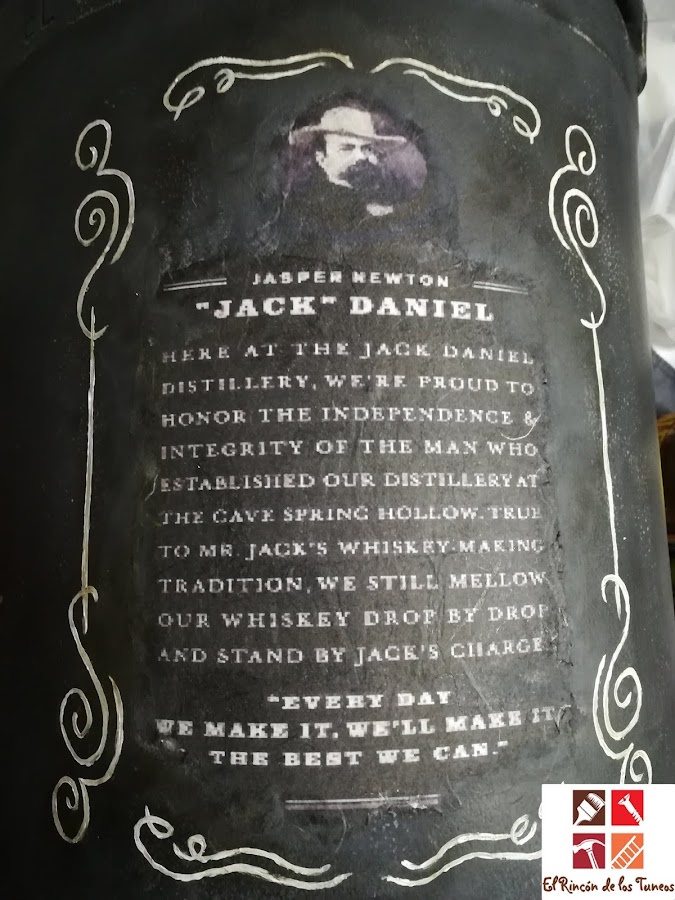 JASPER NEWTON
"JACK" DANIEL
HERE AT THE JACK DANIEL
DISTILLERY, WE'RE PROUD TO
HONOR THE INDEPENDENCE &
INTEGRITY OF THE MAN WHO
ESTABLISHED OUR DISTILLERY AT
THE CAVE SPRING HOLLOW. TRUE
TO MR. JACK'S WHISKEY-MAKING
TRADITION, WE STILL MELLOW
OUR WHISKEY DROP BY DROP
AND STAND BY JACK'S CHARGE
"EVERY DAY
WE MAKE IT, WE'LL MAKE IT
THE BEST WE CAN."
El Rincón de los Tuneos